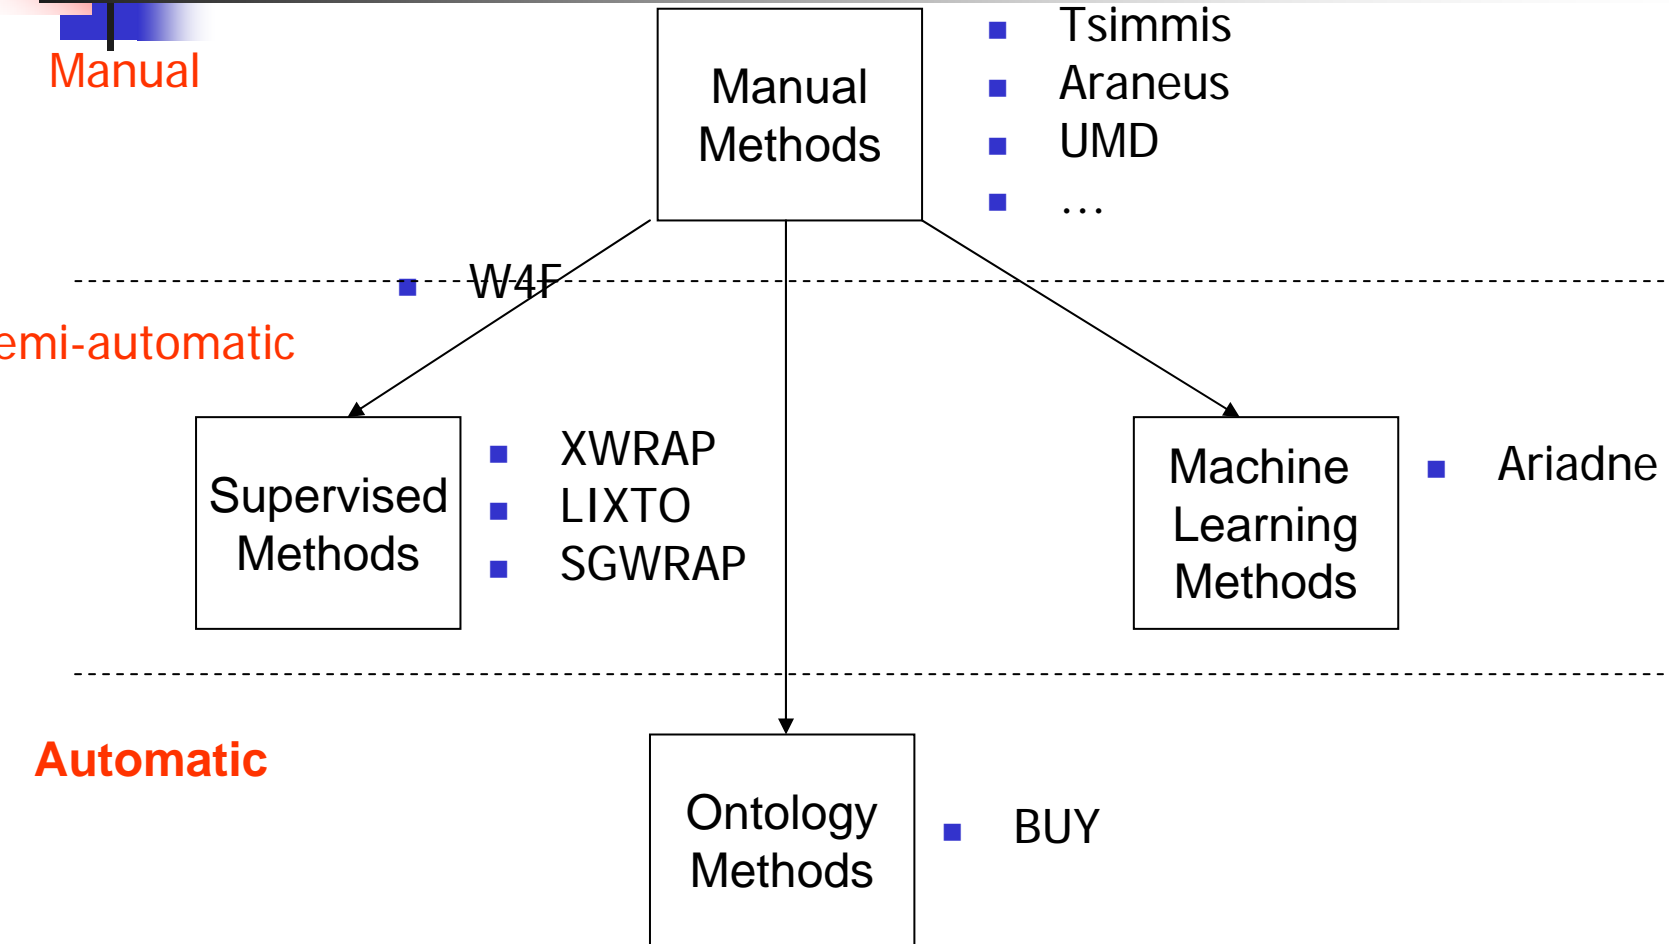 Manual
Manual
Methods
Tsimmis
Araneus
UMD
...
W4F
emi-automatic
Supervised
Methods
XWRAP
LIXTO
SGWRAP
Machine
Learning
Methods
Ariadne
Automatic
Ontology
Methods
BUY